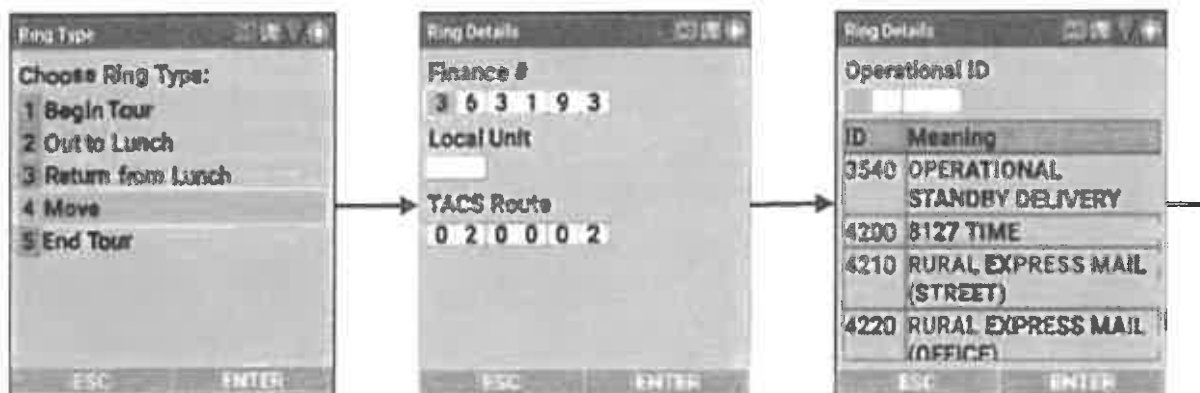 Ring Type
Choose Ring Type:
1 Begin Tour
2 Out to Lunch
3 Return from Lunch
4 Move
5 End Tour
ESC ENTER
Ring Details
Finance #
3 6 3 1 9 3
Local Unit
TACS Route
0 2 0 0 0 2
ESC ENTER
Ring Details
Operational ID
ID Meaning
3540 OPERATIONAL
STANDBY DELIVERY
4200 8127 TIME
4210 RURAL EXPRESS MAIL
(STREET)
4220 RURAL EXPRESS MAIL
(OFFICE)
ESC ENTER